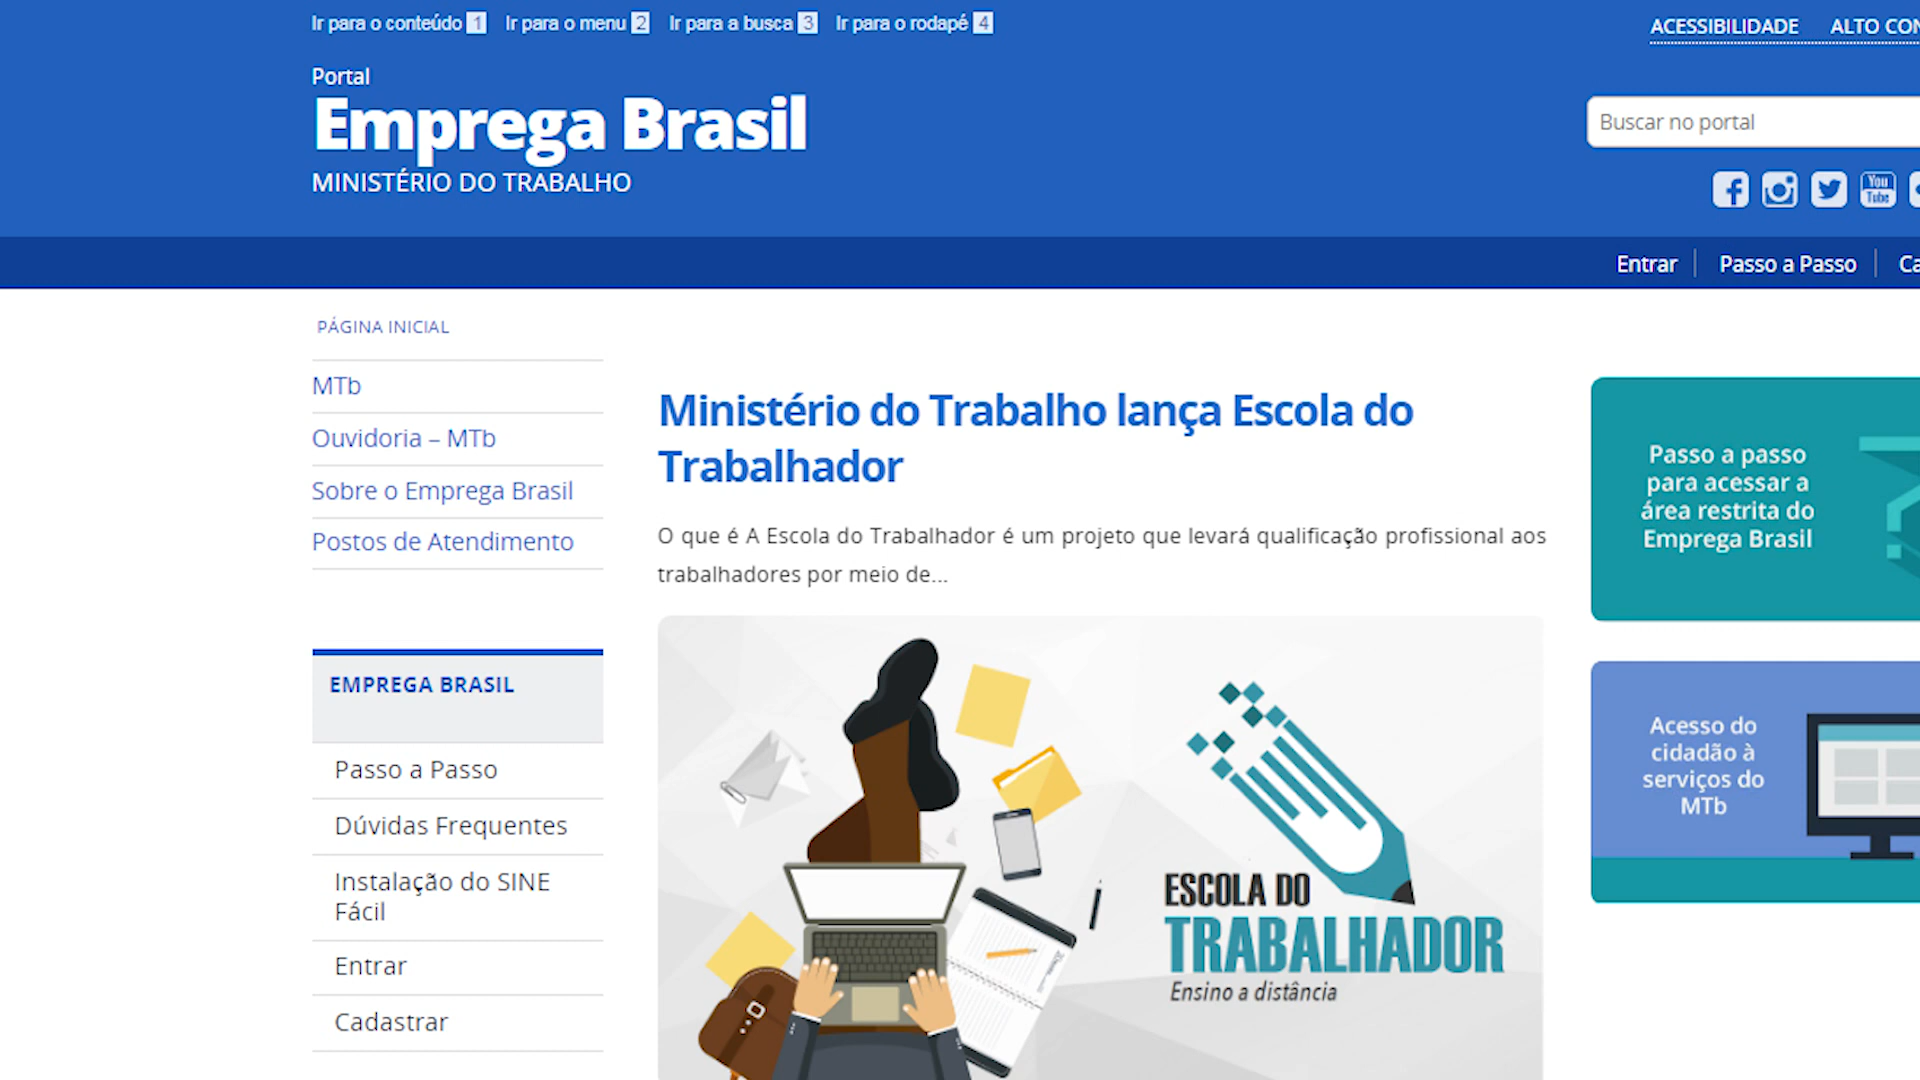 Ir para o conteúdo 1 Ir para o menu 2 Ir para a busca 3 Ir para o rodapé 4
ACESSIBILIDADE ALTO
Portal
Emprega Brasil
MINISTÉRIO DO TRABALHO
Buscar no portal
You
Tube
Entrar Passo a Passo
PÁGINA INICIAL
MTb
Ouvidoria – MTb
Sobre o Emprega Brasil
Postos de Atendimento
EMPREGA BRASIL
Passo a Passo
Dúvidas Frequentes
Instalação do SINE
Fácil
Entrar
Cadastrar
Ministério do Trabalho lança Escola do
Trabalhador
O que é A Escola do Trabalhador é um projeto que levará qualificação profissional aos
trabalhadores por meio de...
ESCOLA DO
TRABALHADOR
Ensino a distância
Passo a passo
para acessar a
área restrita do
Emprega Brasil
Acesso do
cidadão à
serviços do
MTb